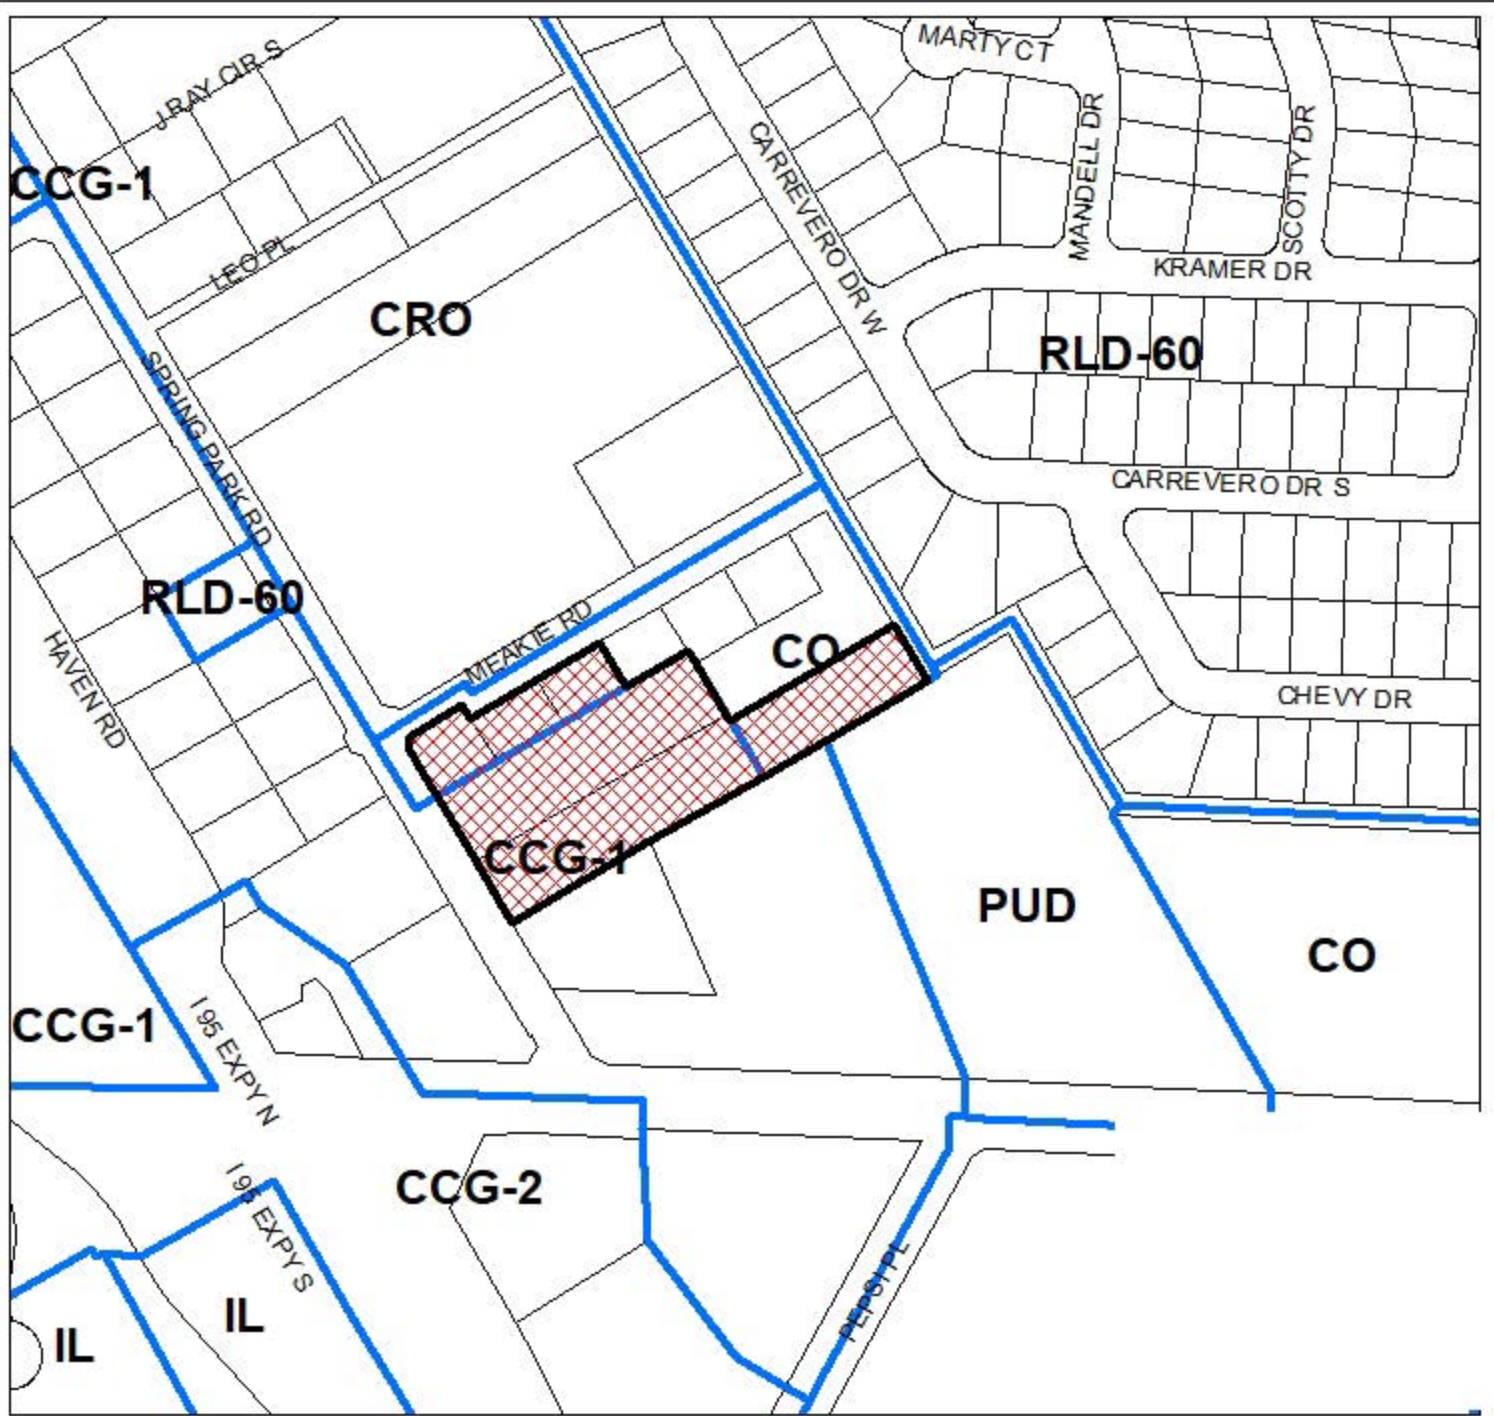 MARTY CT
J RAY CIR S
MANDELL DR
SCOTTY DR
CARREVERO DR W
CCG-1
LEO PL
KRAMER DR
CRO
RLD-60
SPRING PARK RD
CARREVERO DR S
RLD-60
MEAKIE RD
CO
HAVEN RD
CHEVY DR
CCG-1
PUD
CO
CCG-1
I 95 EXPY N
CCG-2
I 95 EXPY S
PEPSI PL
IL
IL